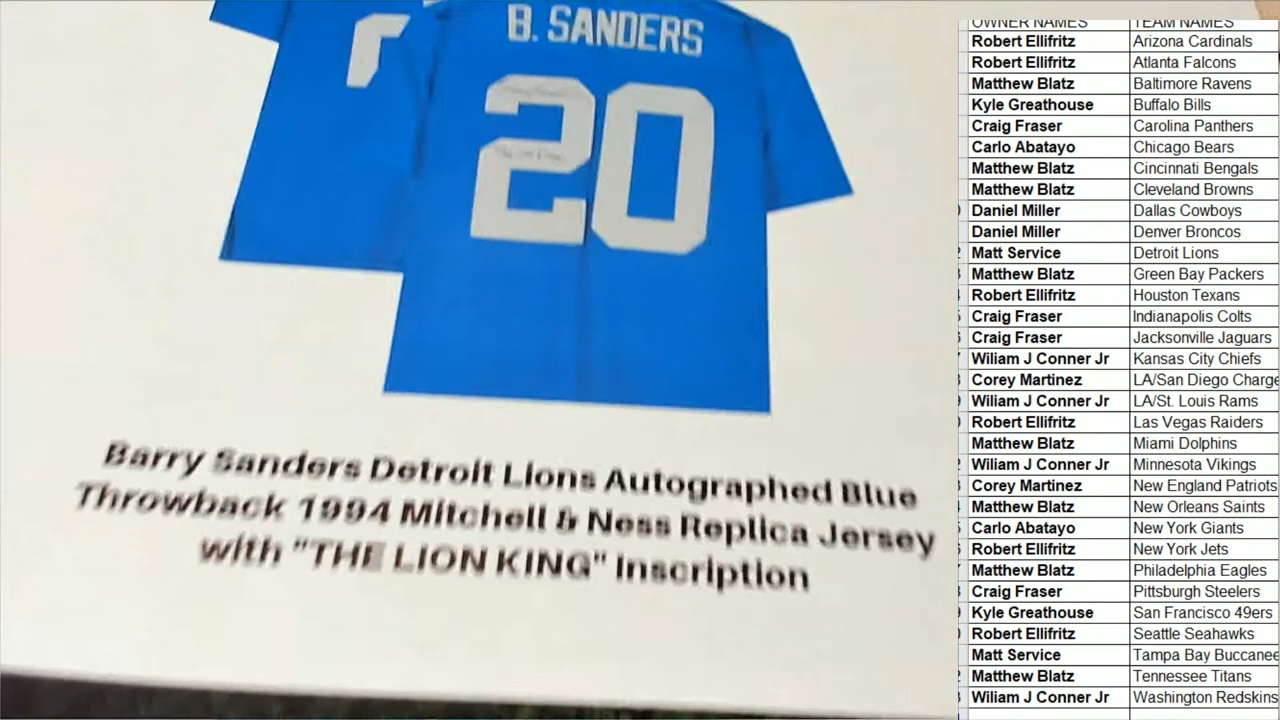 B. SANDERS
20
Barry Sanders Detroit Lions Autographed Blue
Throwback 1994 Mitchell & Ness Replica Jersey
with "THE LION KING" Inscription
OWNER NAMES TEAM NAMES
Robert Ellifritz Arizona Cardinals
Robert Ellifritz Atlanta Falcons
Matthew Blatz Baltimore Ravens
Kyle Greathouse Buffalo Bills
Craig Fraser Carolina Panthers
Carlo Abatayo Chicago Bears
Matthew Blatz Cincinnati Bengals
Matthew Blatz Cleveland Browns
Daniel Miller Dallas Cowboys
Daniel Miller Denver Broncos
Matt Service Detroit Lions
Matthew Blatz Green Bay Packers
Robert Ellifritz Houston Texans
Craig Fraser Indianapolis Colts
Craig Fraser Jacksonville Jaguars
Wiliam J Conner Jr Kansas City Chiefs
Corey Martinez LA/San Diego Charge
Wiliam J Conner Jr LA/St. Louis Rams
Robert Ellifritz Las Vegas Raiders
Matthew Blatz Miami Dolphins
Wiliam J Conner Jr Minnesota Vikings
Corey Martinez New England Patriots
Matthew Blatz New Orleans Saints
Carlo Abatayo New York Giants
Robert Ellifritz New York Jets
Matthew Blatz Philadelphia Eagles
Craig Fraser Pittsburgh Steelers
Kyle Greathouse San Francisco 49ers
Robert Ellifritz Seattle Seahawks
Matt Service Tampa Bay Buccanee
Matthew Blatz Tennessee Titans
Wiliam J Conner Jr Washington Redskins